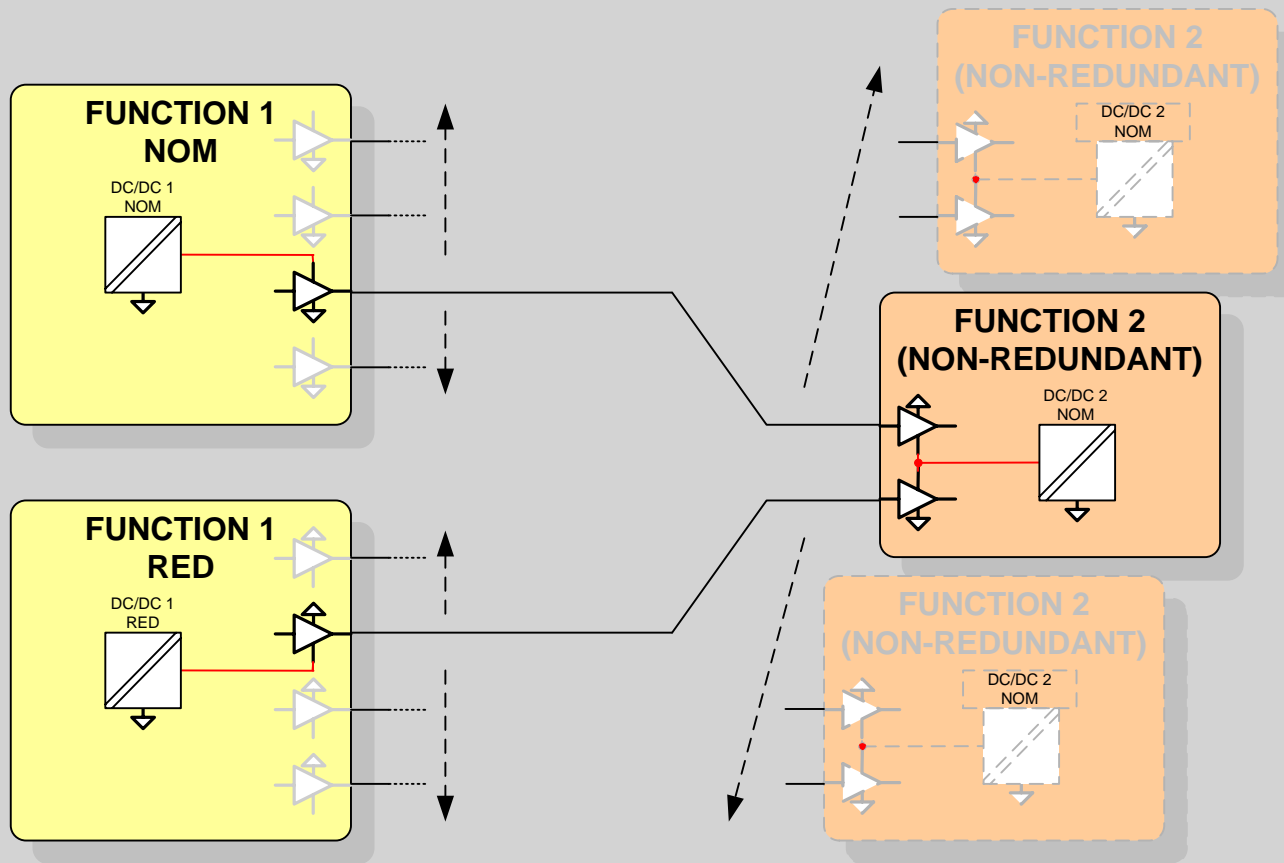 FUNCTION 1
NOM
DC/DC 1
NOM
FUNCTION 1
RED
DC/DC 1
RED
FUNCTION 2
(NON-REDUNDANT)
DC/DC 2
NOM
FUNCTION 2
(NON-REDUNDANT)
DC/DC 2
NOM
FUNCTION 2
(NON-REDUNDANT)
DC/DC 2
NOM